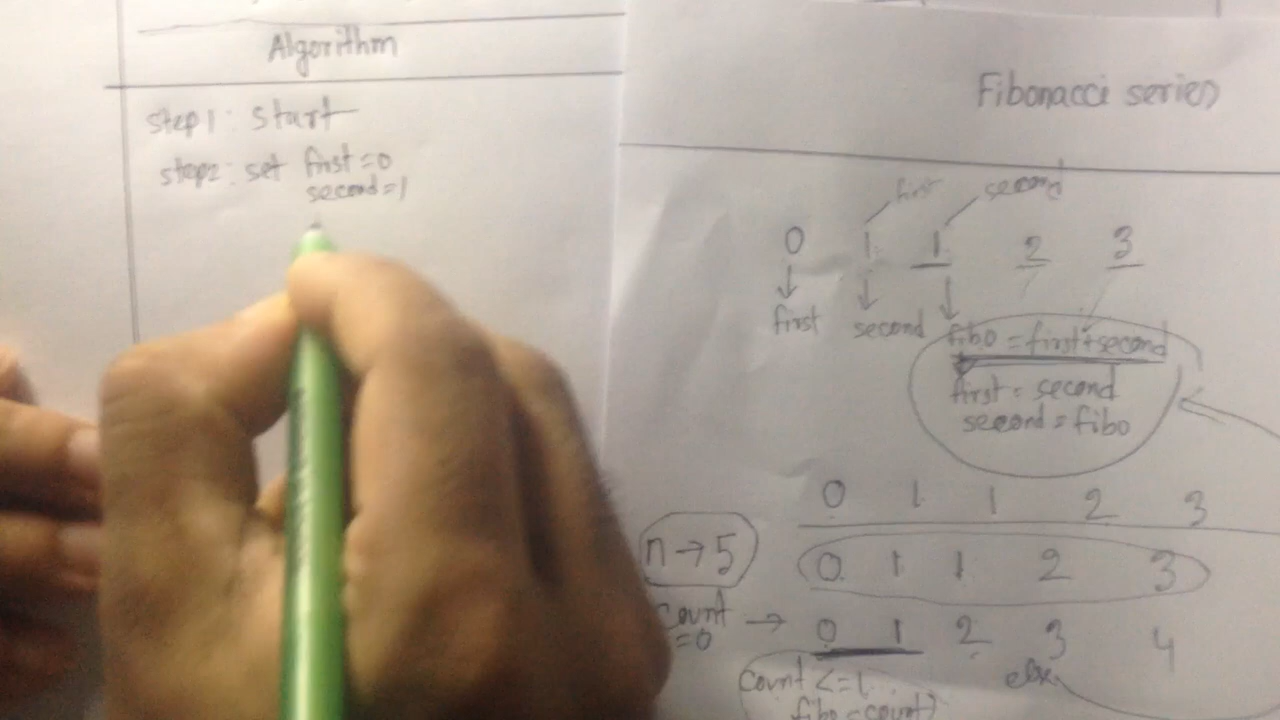 Algorithm
step1: start
step2: set first=0
second=1
Fibonacci series
first second
0 1 1 2 3
first second fibo = first+second
first = second
second = fibo
0 1 1 2 3
n→5 0 1 1 2 3
count =0 → 0 1 2 3 4
count <=1 else
fibo=count